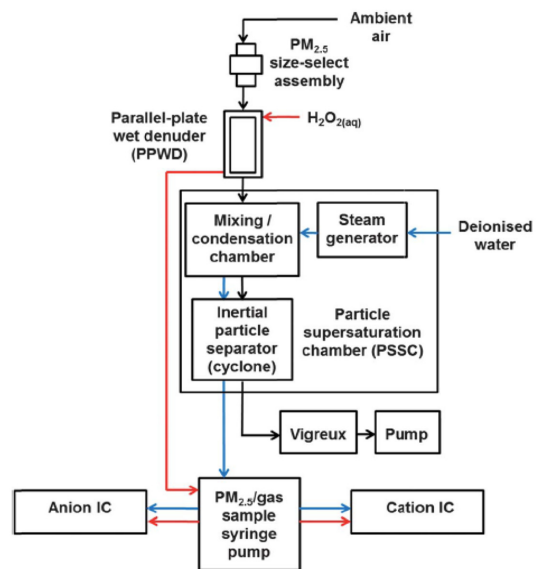 Ambient
air
PM2.5
size-select
assembly
Parallel-plate
wet denuder
(PPWD)
H2O2(aq)
Mixing /
condensation
chamber
Steam
generator
Deionised
water
Inertial
particle
separator
(cyclone)
Particle
supersaturation
chamber (PSSC)
Vigreux
Pump
Anion IC
PM2.5/gas
sample
syringe
pump
Cation IC